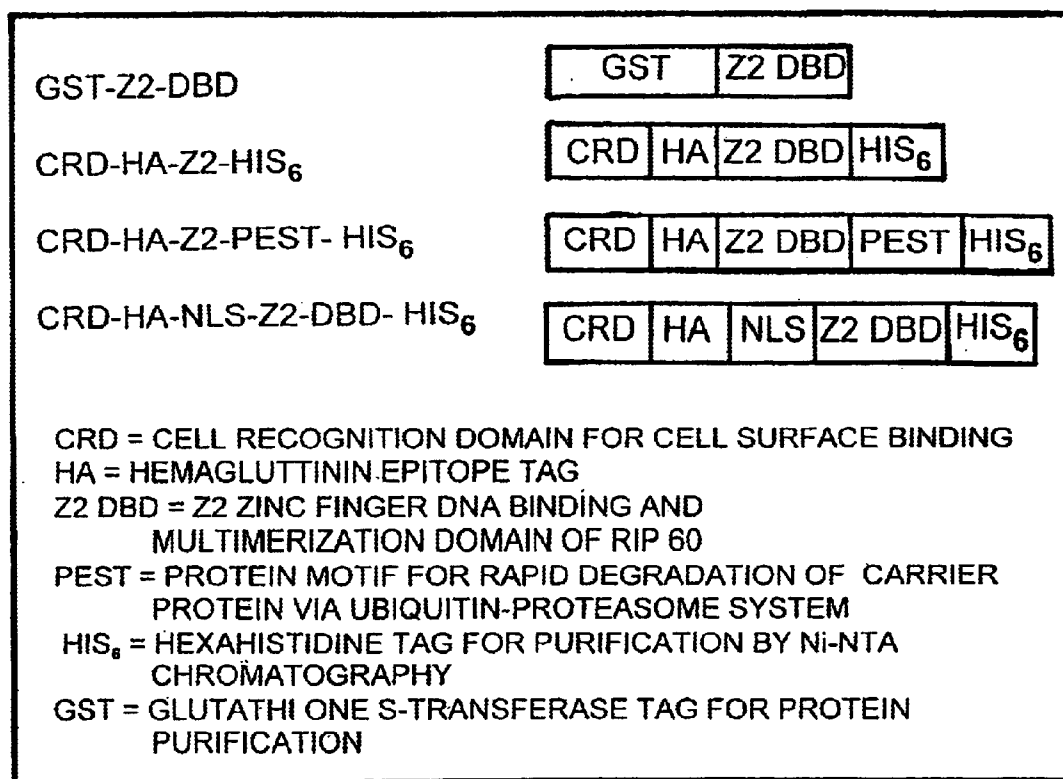 GST-Z2-DBD GST Z2 DBD
CRD-HA-Z2-HIS6 CRD HA Z2 DBD HIS6
CRD-HA-Z2-PEST- HIS6 CRD HA Z2 DBD PEST HIS6
CRD-HA-NLS-Z2-DBD- HIS6 CRD HA NLS Z2 DBD HIS6
CRD = CELL RECOGNITION DOMAIN FOR CELL SURFACE BINDING
HA = HEMAGLUTTININ EPITOPE TAG
Z2 DBD = Z2 ZINC FINGER DNA BINDING AND
MULTIMERIZATION DOMAIN OF RIP 60
PEST = PROTEIN MOTIF FOR RAPID DEGRADATION OF CARRIER
PROTEIN VIA UBIQUITIN-PROTEASOME SYSTEM
HIS6 = HEXAHISTIDINE TAG FOR PURIFICATION BY Ni-NTA
CHROMATOGRAPHY
GST = GLUTATHI ONE S-TRANSFERASE TAG FOR PROTEIN
PURIFICATION